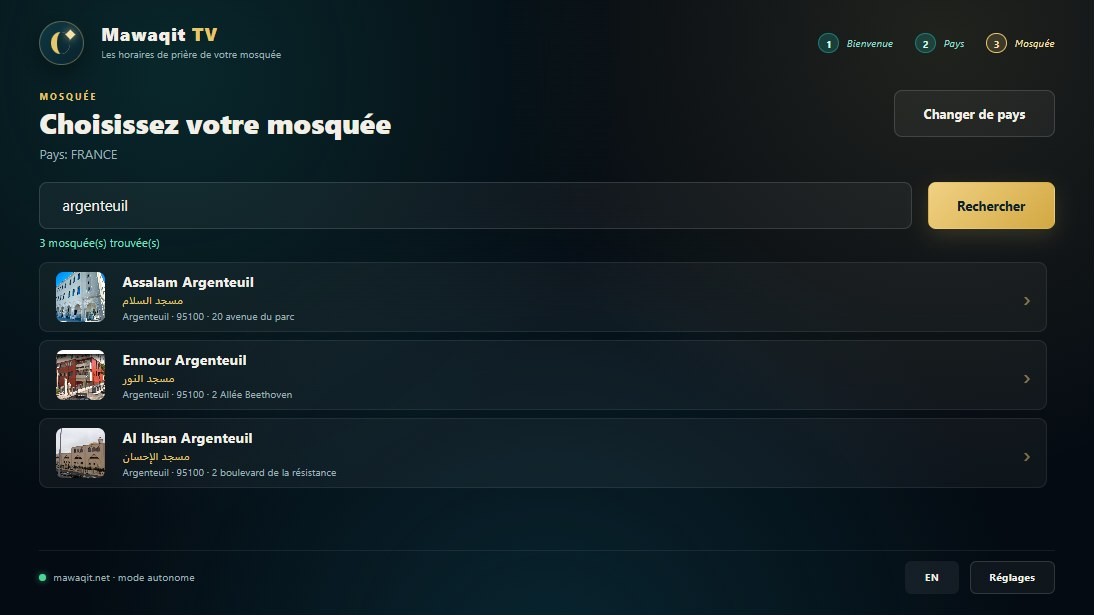 Mawaqit TV
Les horaires de prière de votre mosquée
1 Bienvenue
2 Pays
3 Mosquée
MOSQUÉE
Choisissez votre mosquée
Pays: FRANCE
Changer de pays
argenteuil
Rechercher
3 mosquée(s) trouvée(s)
Assalam Argenteuil
مسجد السلام
Argenteuil · 95100 · 20 avenue du parc
Ennour Argenteuil
مسجد النور
Argenteuil · 95100 · 2 Allée Beethoven
Al Ihsan Argenteuil
مسجد الإحسان
Argenteuil · 95100 · 2 boulevard de la résistance
mawaqit.net · mode autonome
EN
Réglages